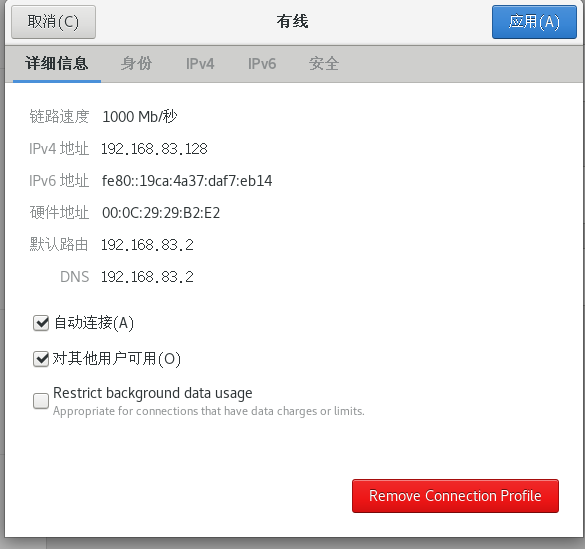 取消(C) 有线 应用(A)
详细信息 身份 IPv4 IPv6 安全
链路速度 1000 Mb/秒
IPv4 地址 192.168.83.128
IPv6 地址 fe80::19ca:4a37:daf7:eb14
硬件地址 00:0C:29:29:B2:E2
默认路由 192.168.83.2
DNS 192.168.83.2
自动连接(A)
对其他用户可用(O)
Restrict background data usage
Appropriate for connections that have data charges or limits.
Remove Connection Profile